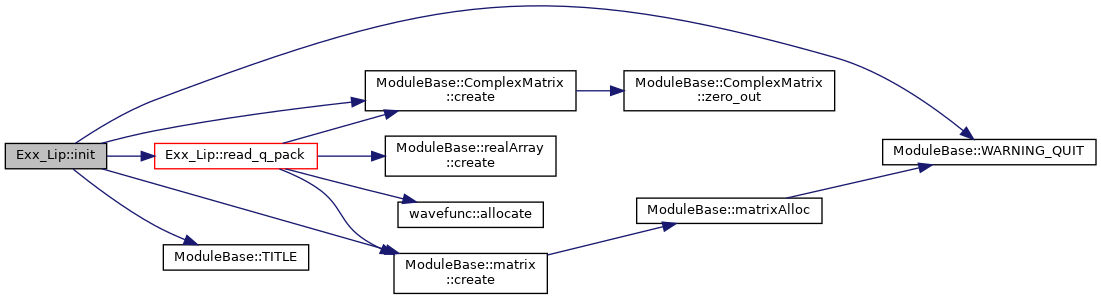 Exx_Lip::init
Exx_Lip::read_q_pack
ModuleBase::TITLE
ModuleBase::ComplexMatrix
::create
ModuleBase::realArray
::create
wavefunc::allocate
ModuleBase::matrix
::create
ModuleBase::ComplexMatrix
::zero_out
ModuleBase::matrixAlloc
ModuleBase::WARNING_QUIT